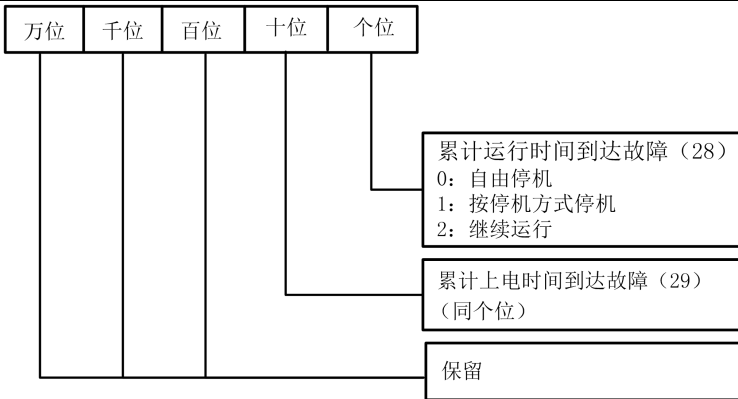 万位 千位 百位 十位 个位
累计运行时间到达故障（28）
0：自由停机
1：按停机方式停机
2：继续运行
累计上电时间到达故障（29）
（同个位）
保留